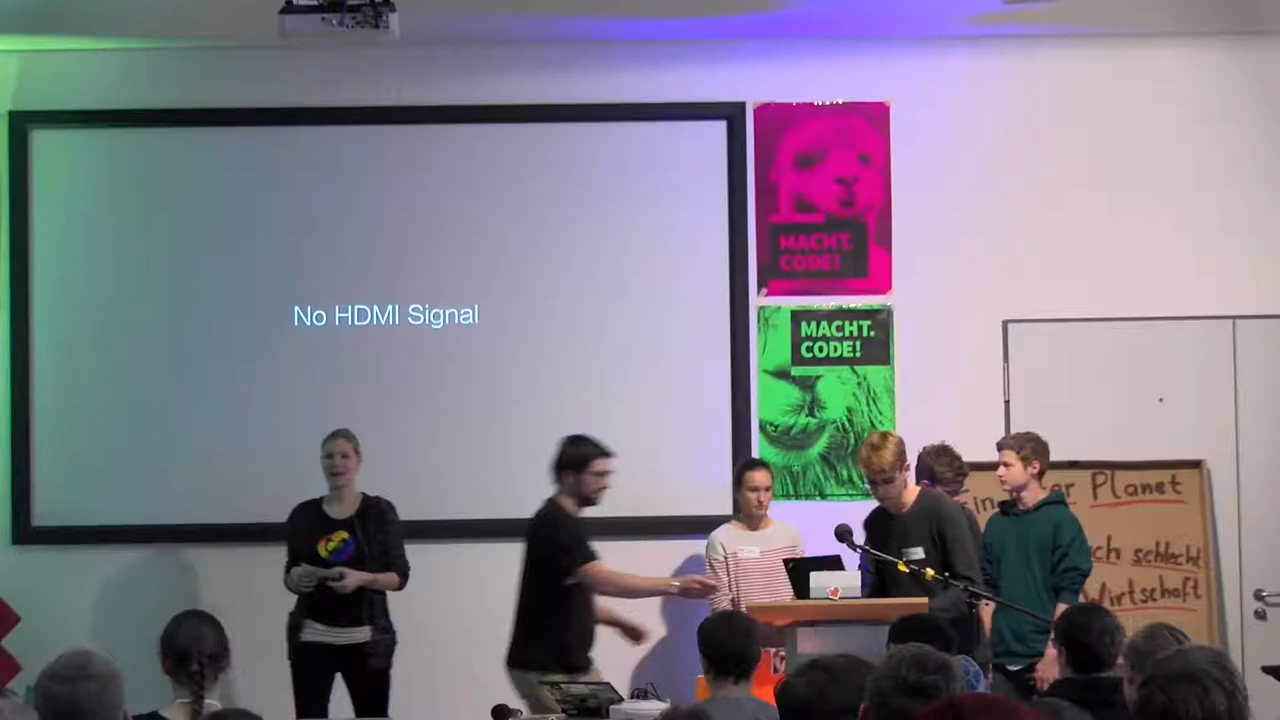 No HDMI Signal
MACHT.
CODE!
MACHT.
CODE!
Planet
schlecht
Wirtschaft